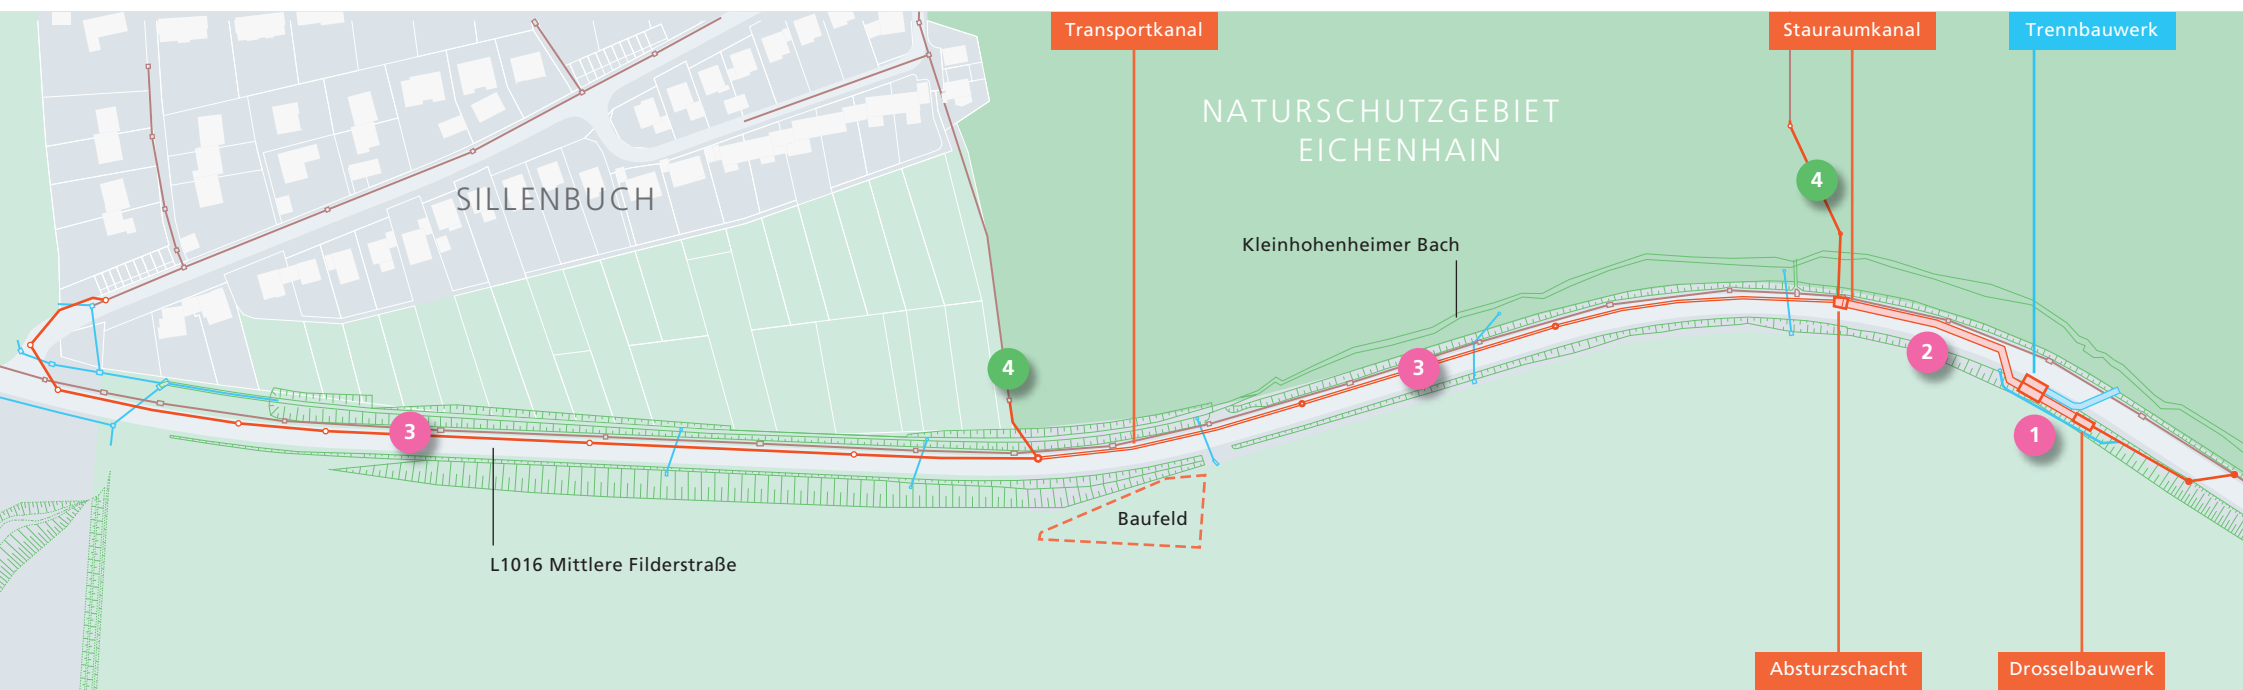 Transportkanal
Stauraumkanal
Trennbauwerk
NATURSCHUTZGEBIET
EICHENHAIN
4
SILLENBUCH
Kleinhohenheimer Bach
2
4
3
3
1
Baufeld
L1016 Mittlere Filderstraße
Absturzschacht
Drosselbauwerk